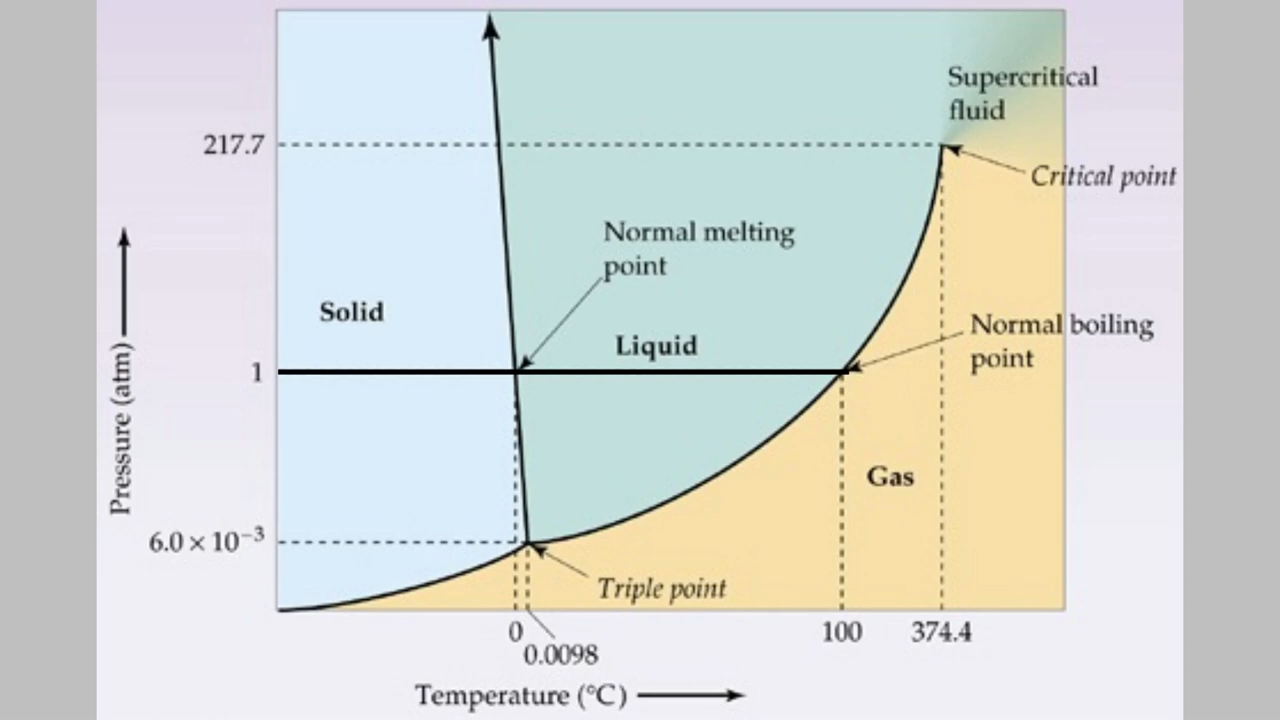 Supercritical
fluid
217.7
Critical point
Normal melting
point
Solid
Normal boiling
point
Liquid
1
Pressure (atm)
Gas
6.0 × 10⁻³
Triple point
0
100
374.4
0.0098
Temperature (°C)